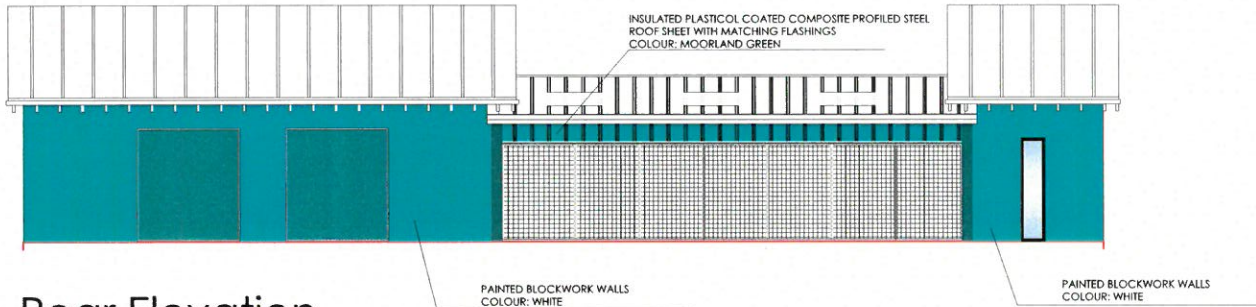 INSULATED PLASTICOL COATED COMPOSITE PROFILED STEEL
ROOF SHEET WITH MATCHING FLASHINGS
COLOUR: MOORLAND GREEN
PAINTED BLOCKWORK WALLS
COLOUR: WHITE
PAINTED BLOCKWORK WALLS
COLOUR: WHITE
Rear Elevation